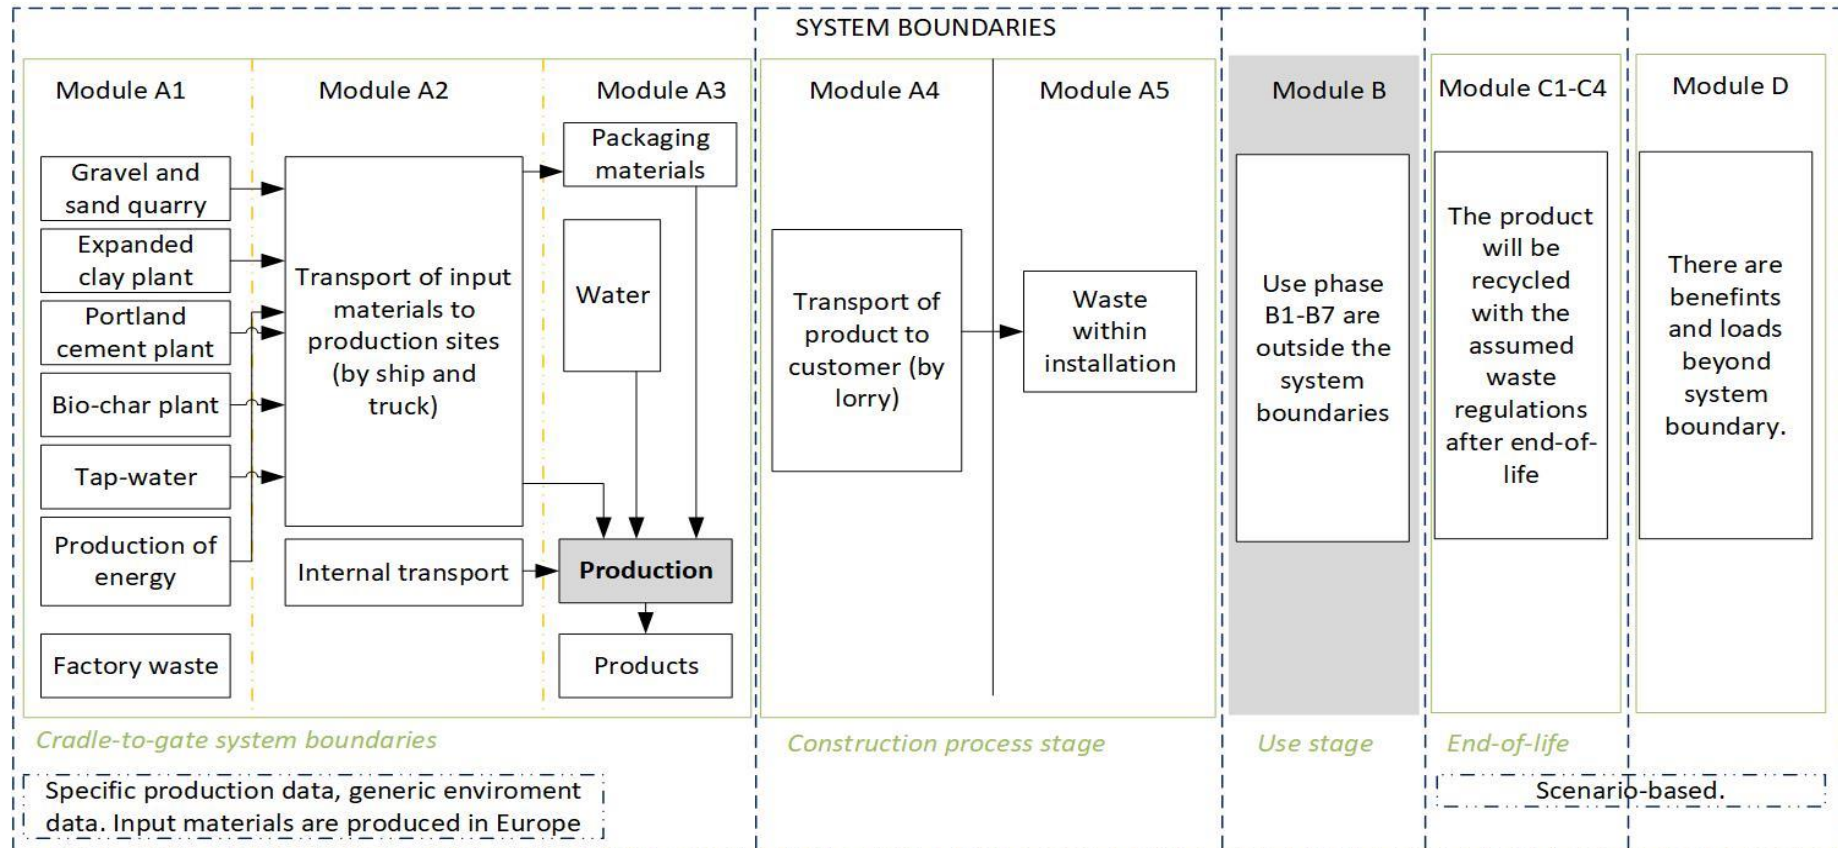 SYSTEM BOUNDARIES
Module A1
Module A2
Module A3
Module A4
Module A5
Module B
Module C1-C4
Module D
Gravel and
sand quarry
Expanded
clay plant
Portland
cement plant
Bio-char plant
Tap-water
Production of
energy
Factory waste
Transport of input
materials to
production sites
(by ship and
truck)
Internal transport
Packaging
materials
Water
Production
Products
Transport of
product to
customer (by
lorry)
Waste
within
installation
Use phase
B1-B7 are
outside the
system
boundaries
The product
will be
recycled
with the
assumed
waste
regulations
after end-of-
life
There are
benefints
and loads
beyond
system
boundary.
Cradle-to-gate system boundaries
Construction process stage
Use stage
End-of-life
Specific production data, generic enviroment
data. Input materials are produced in Europe
Scenario-based.